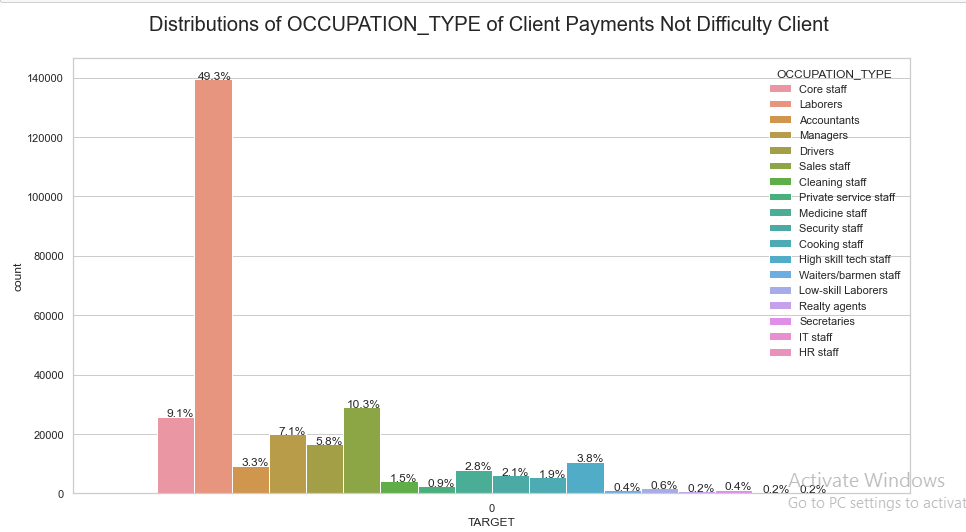 Distributions of OCCUPATION_TYPE of Client Payments Not Difficulty Client
140000
120000
100000
80000
60000
40000
20000
0
count
49.3%
9.1%
3.3%
7.1%
5.8%
10.3%
1.5%
0.9%
2.8%
2.1%
1.9%
3.8%
0.4%
0.6%
0.2%
0.4%
0.2%
0.2%
OCCUPATION_TYPE
Core staff
Laborers
Accountants
Managers
Drivers
Sales staff
Cleaning staff
Private service staff
Medicine staff
Security staff
Cooking staff
High skill tech staff
Waiters/barmen staff
Low-skill Laborers
Realty agents
Secretaries
IT staff
HR staff
0
TARGET
Activate Windows
Go to PC settings to activat